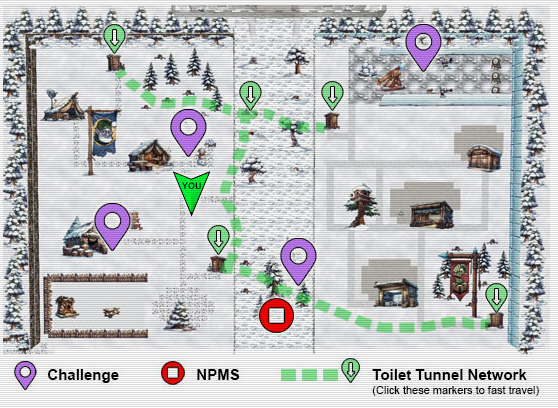 YOU
Challenge
NPMS
Toilet Tunnel Network
(Click these markers to fast travel)